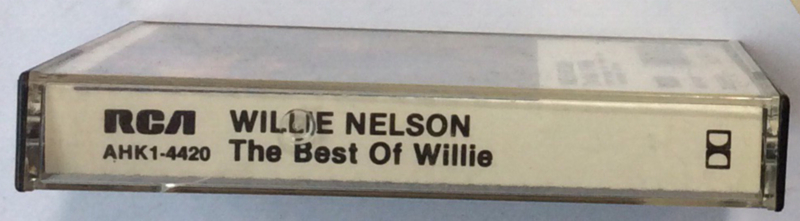 RCA WILLIE NELSON
AHK1-4420 The Best Of Willie